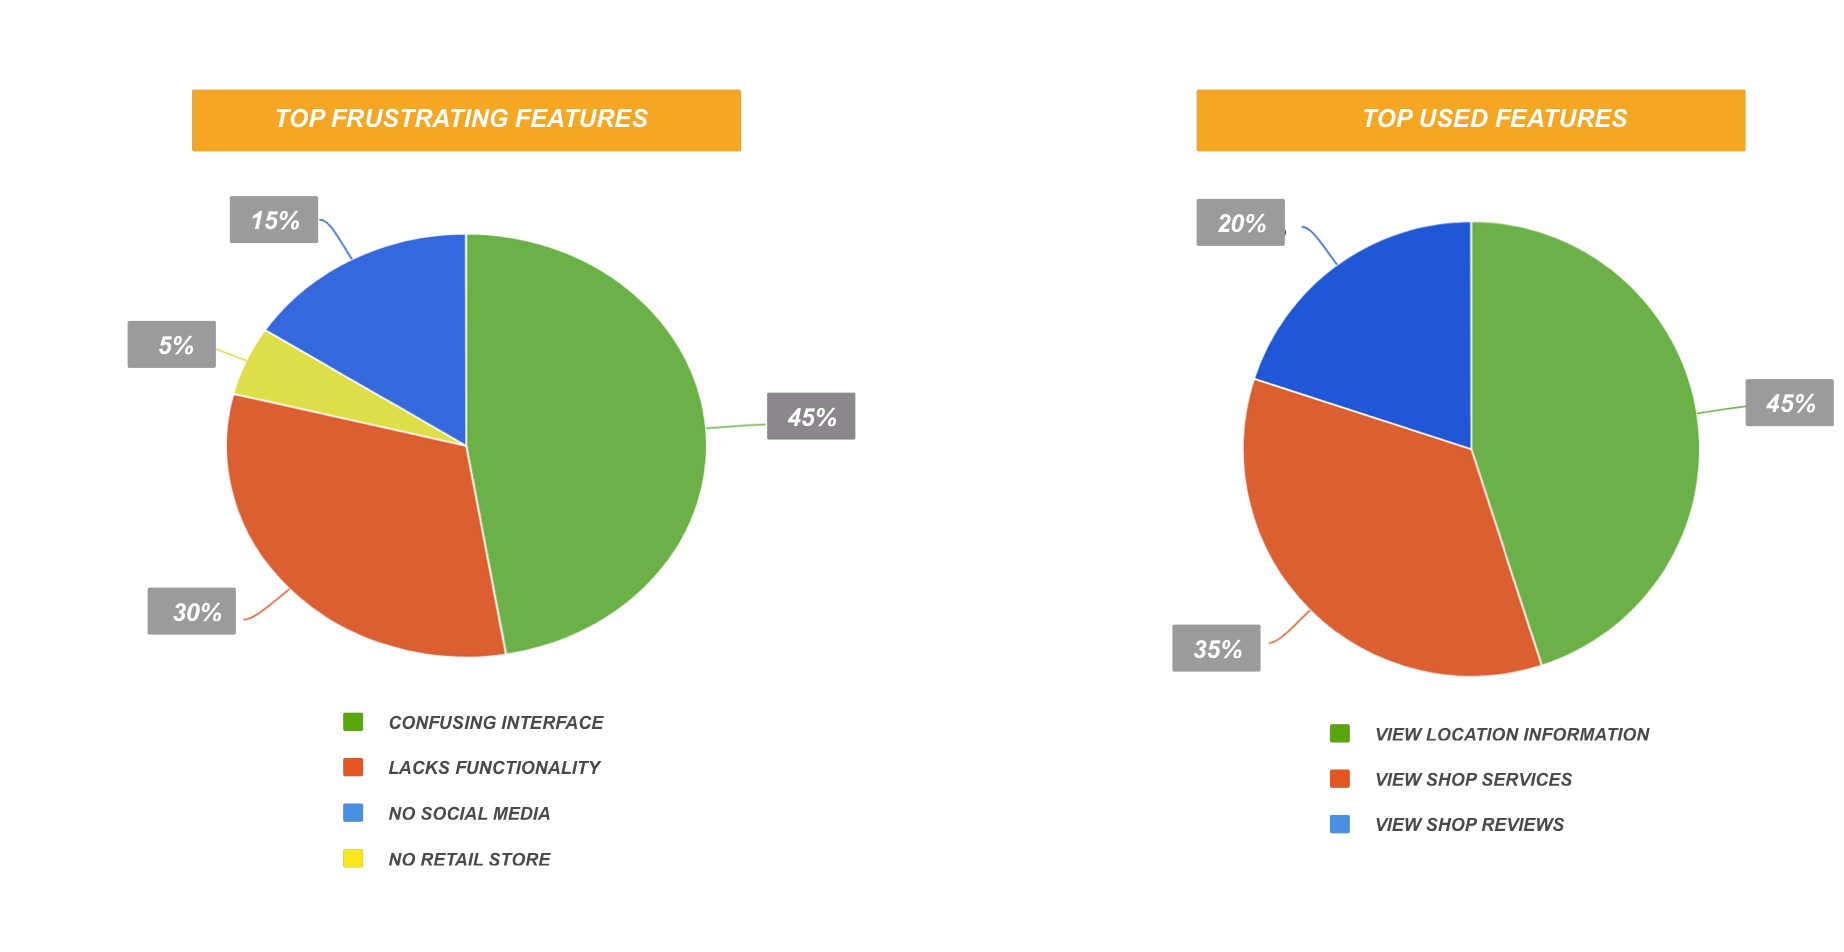 TOP FRUSTRATING FEATURES
15%
5%
45%
30%
CONFUSING INTERFACE
LACKS FUNCTIONALITY
NO SOCIAL MEDIA
NO RETAIL STORE
TOP USED FEATURES
20%
45%
35%
VIEW LOCATION INFORMATION
VIEW SHOP SERVICES
VIEW SHOP REVIEWS